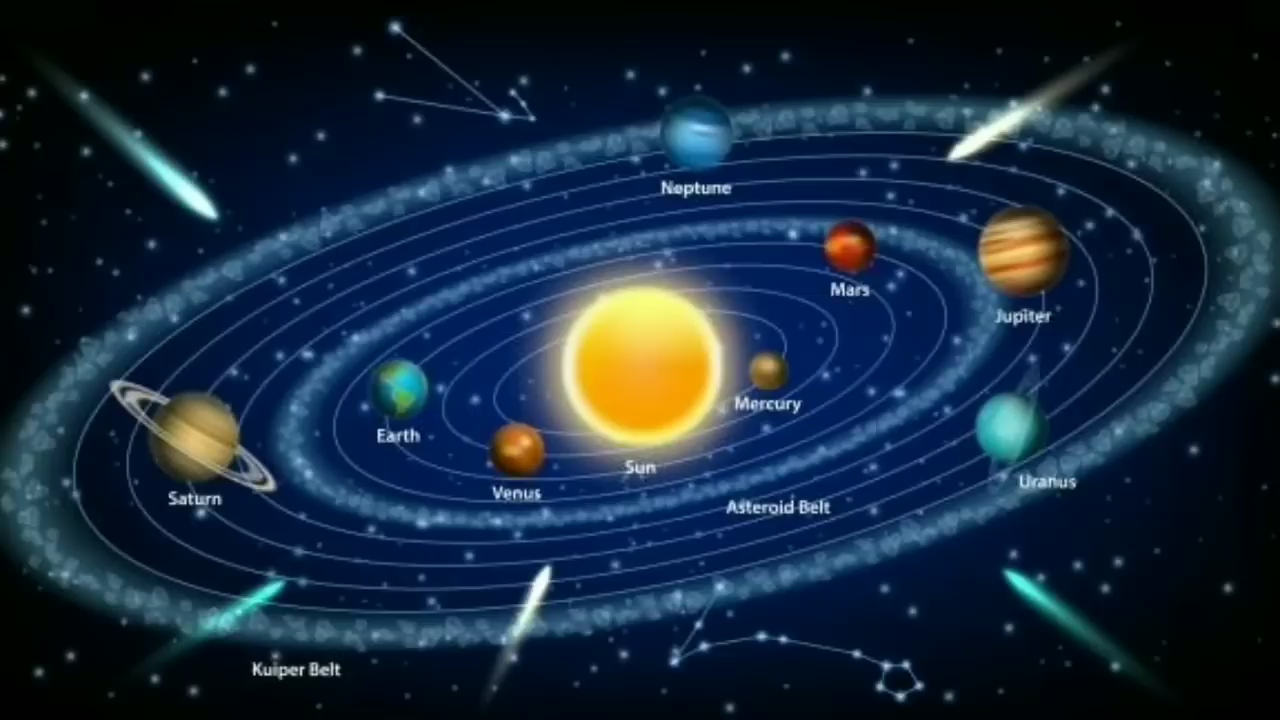 Neptune
Mars
Jupiter
Mercury
Earth
Sun
Venus
Uranus
Saturn
Asteroid Belt
Kuiper Belt